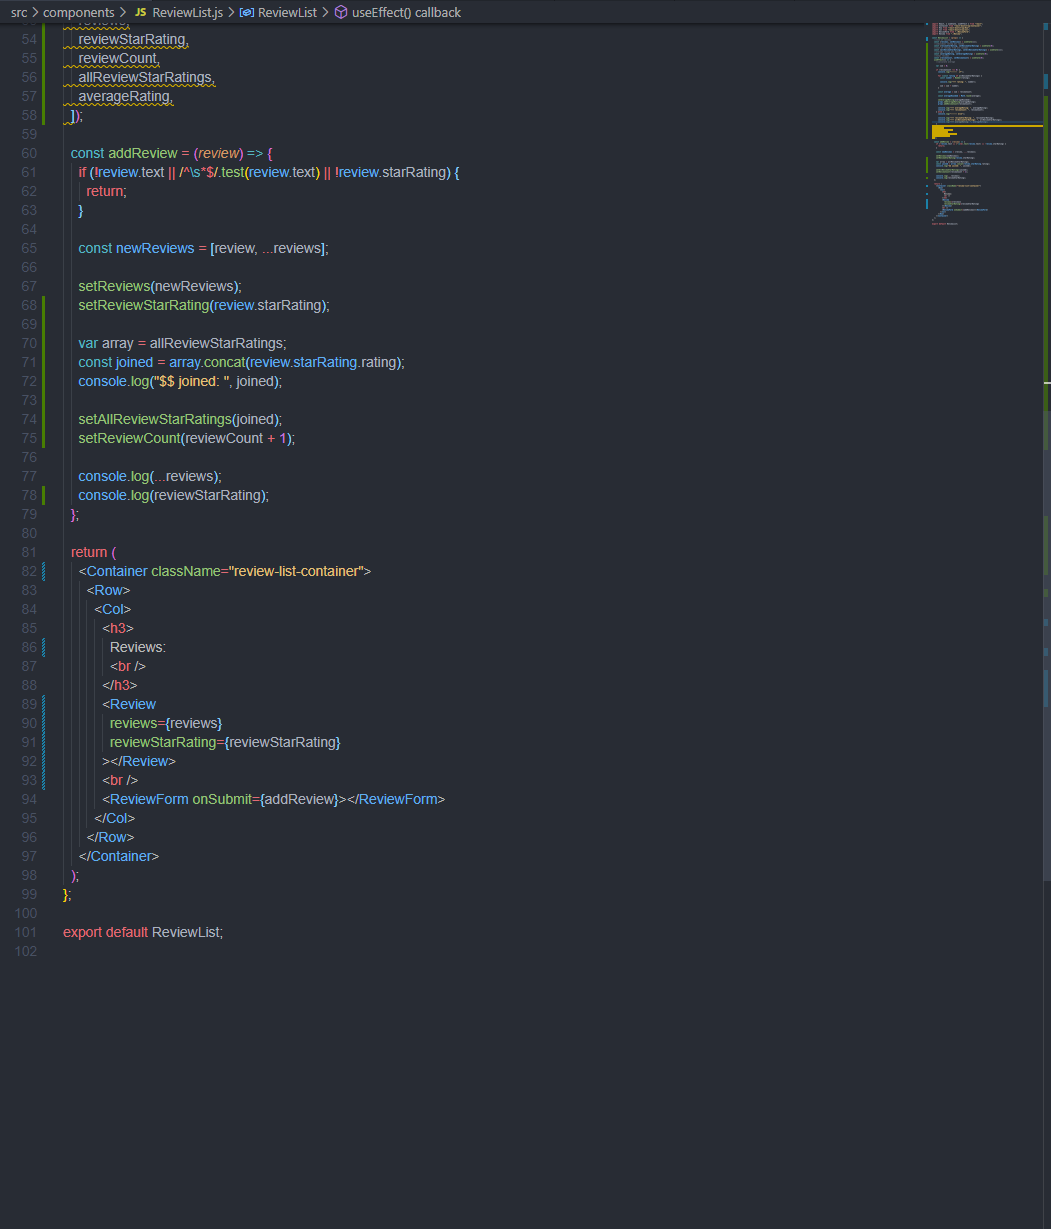 src > components > JS ReviewList.js > ReviewList > useEffect() callback
54 reviewStarRating,
55 reviewCount,
56 allReviewStarRatings,
57 averageRating,
58 ]);
59
60 const addReview = (review) => {
61 if (!review.text || /^\s*$/.test(review.text) || !review.starRating) {
62 return;
63 }
64
65 const newReviews = [review, ...reviews];
66
67 setReviews(newReviews);
68 setReviewStarRating(review.starRating);
69
70 var array = allReviewStarRatings;
71 const joined = array.concat(review.starRating.rating);
72 console.log("$$ joined: ", joined);
73
74 setAllReviewStarRatings(joined);
75 setReviewCount(reviewCount + 1);
76
77 console.log(...reviews);
78 console.log(reviewStarRating);
79 };
80
81 return (
82 <Container className="review-list-container">
83 <Row>
84 <Col>
85 <h3>
86 Reviews:
87 <br />
88 </h3>
89 <Review
90 reviews={reviews}
91 reviewStarRating={reviewStarRating}
92 ></Review>
93 <br />
94 <ReviewForm onSubmit={addReview}></ReviewForm>
95 </Col>
96 </Row>
97 </Container>
98 );
99 };
100
101 export default ReviewList;
102